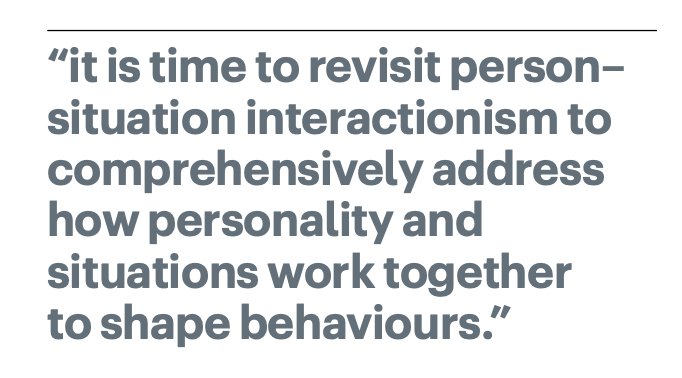 “it is time to revisit person–
situation interactionism to
comprehensively address
how personality and
situations work together
to shape behaviours.”